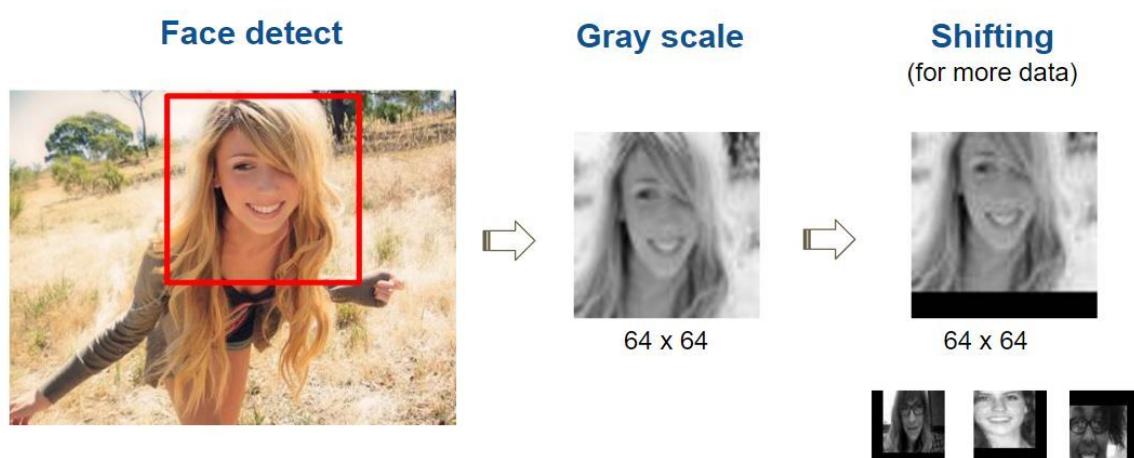 Face detect
Gray scale
Shifting
(for more data)
64 x 64
64 x 64